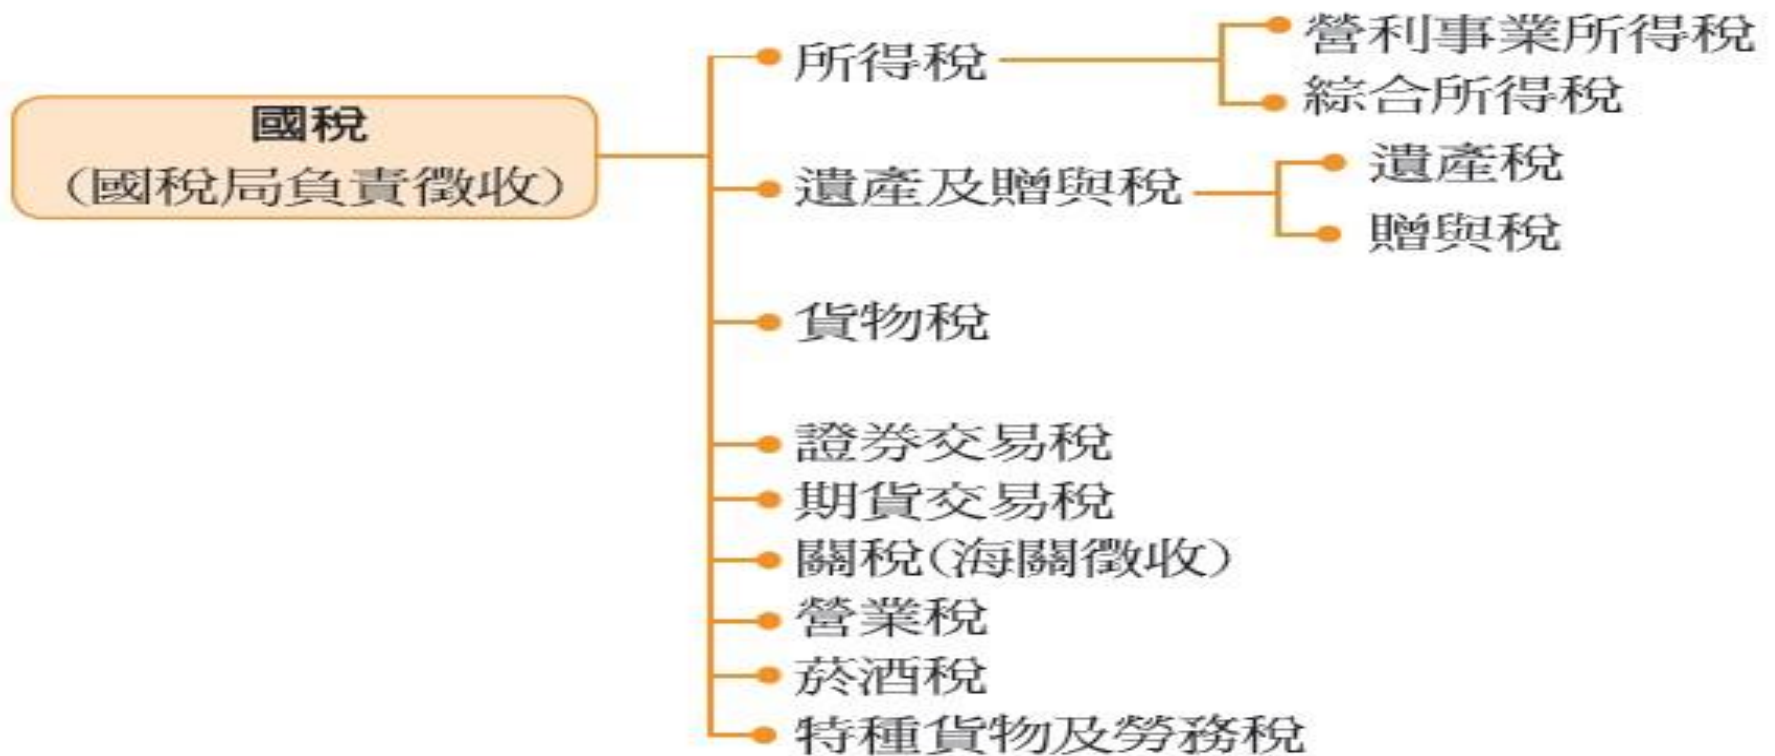 國稅
(國稅局負責徵收)
所得稅
營利事業所得稅
綜合所得稅
遺產及贈與稅
遺產稅
贈與稅
貨物稅
證券交易稅
期貨交易稅
關稅(海關徵收)
營業稅
菸酒稅
特種貨物及勞務稅